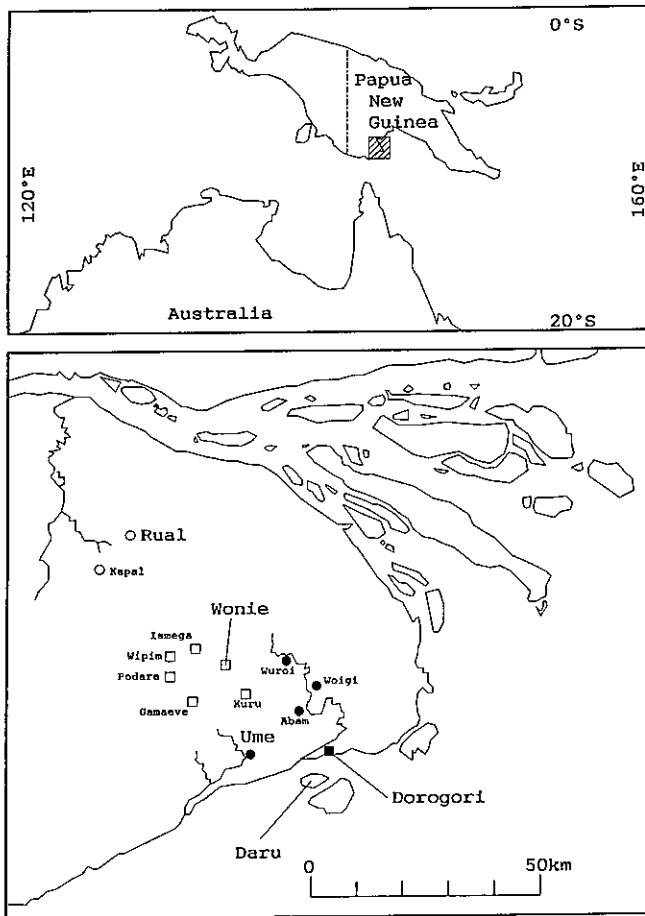 0°S
Papua
New
Guinea
120°E
160°E
Australia
20°S
Rual
Kapal
Wonie
Iamega
Wipim
Podare
Wuroi
Woigi
Kuru
Gamaeve
Abam
Ume
Dorogori
Daru
0
50km